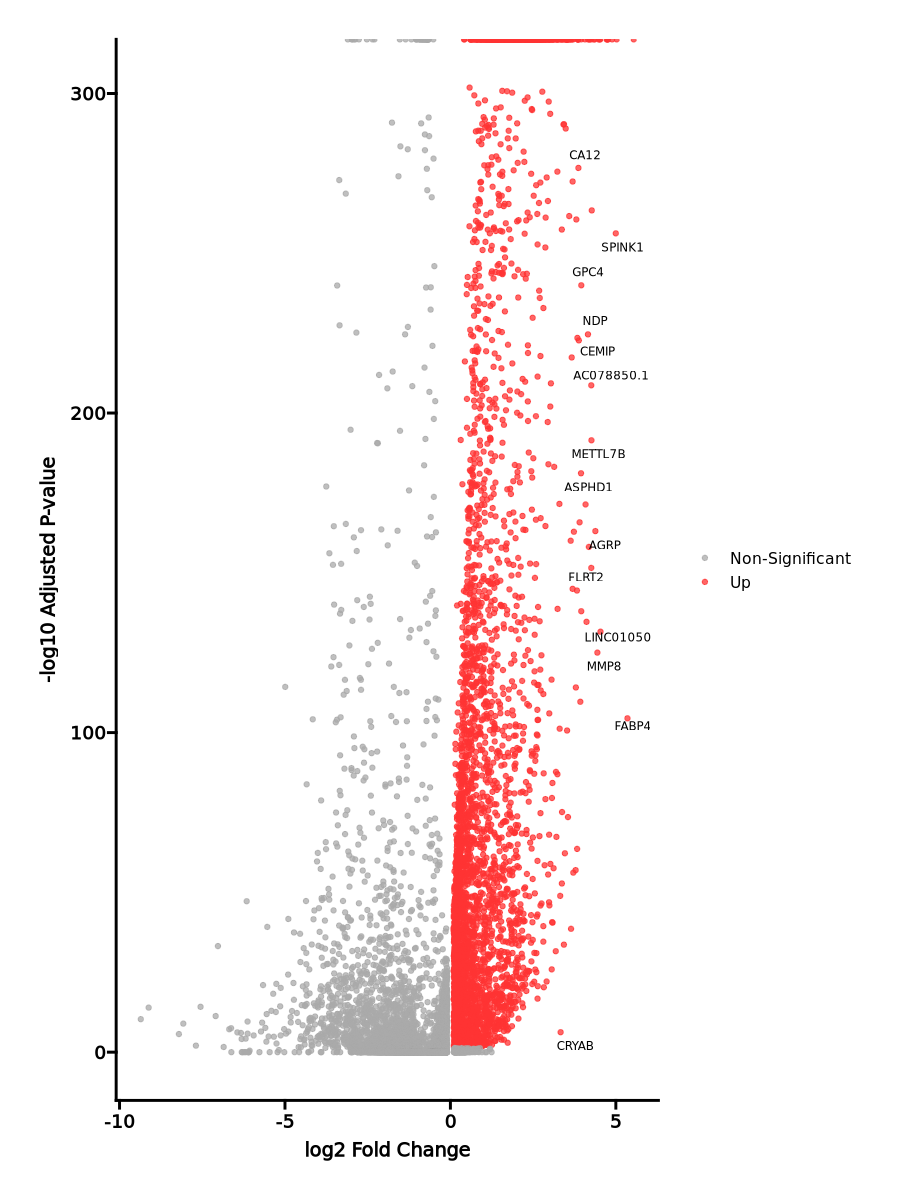 300
CA12
SPINK1
GPC4
NDP
CEMIP
AC078850.1
200
METTL7B
ASPHD1
AGRP
Non-Significant
FLRT2
Up
LINC01050
MMP8
FABP4
100
-log10 Adjusted P-value
CRYAB
0
-10
-5
0
5
log2 Fold Change